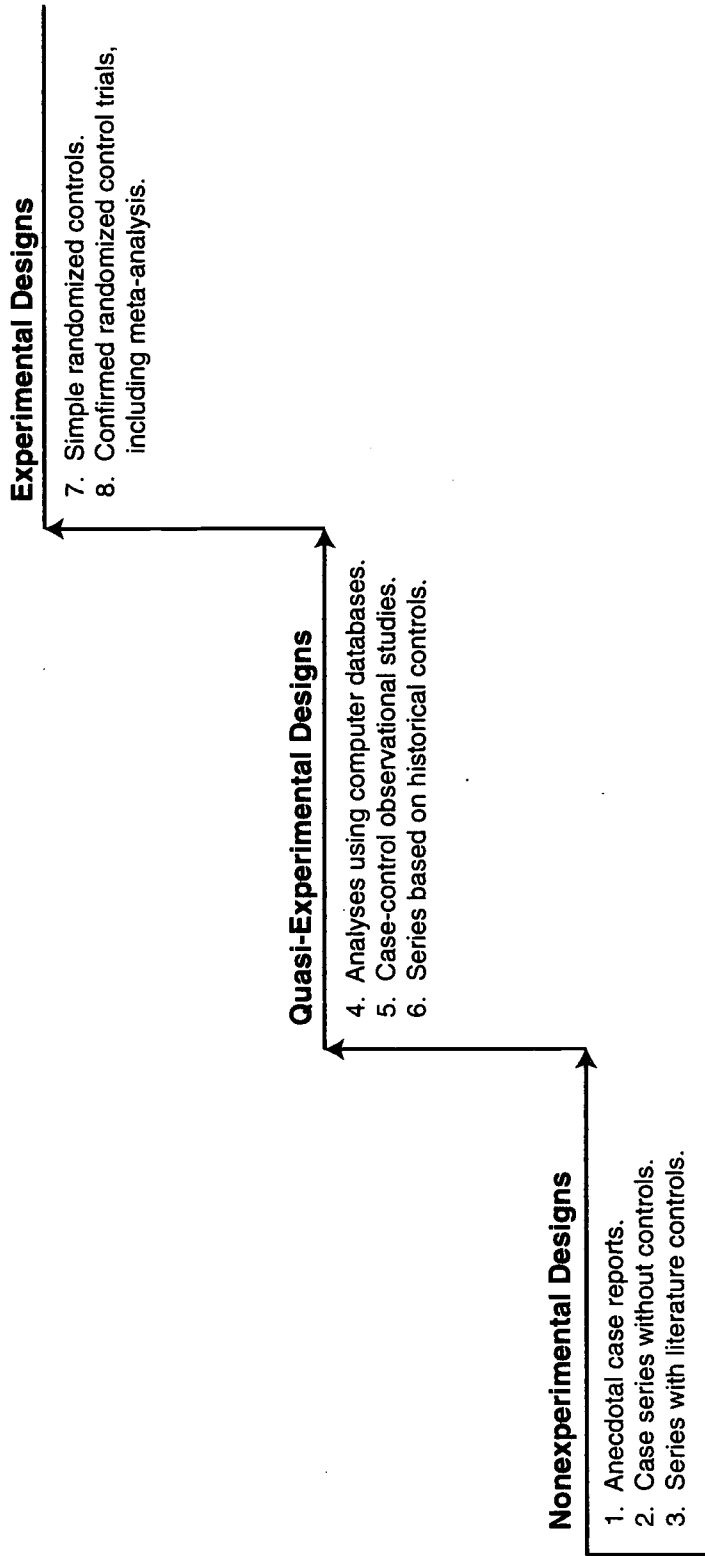 Nonexperimental Designs
1. Anecdotal case reports.
2. Case series without controls.
3. Series with literature controls.
Quasi-Experimental Designs
4. Analyses using computer databases.
5. Case-control observational studies.
6. Series based on historical controls.
Experimental Designs
7. Simple randomized controls.
8. Confirmed randomized control trials,
including meta-analysis.